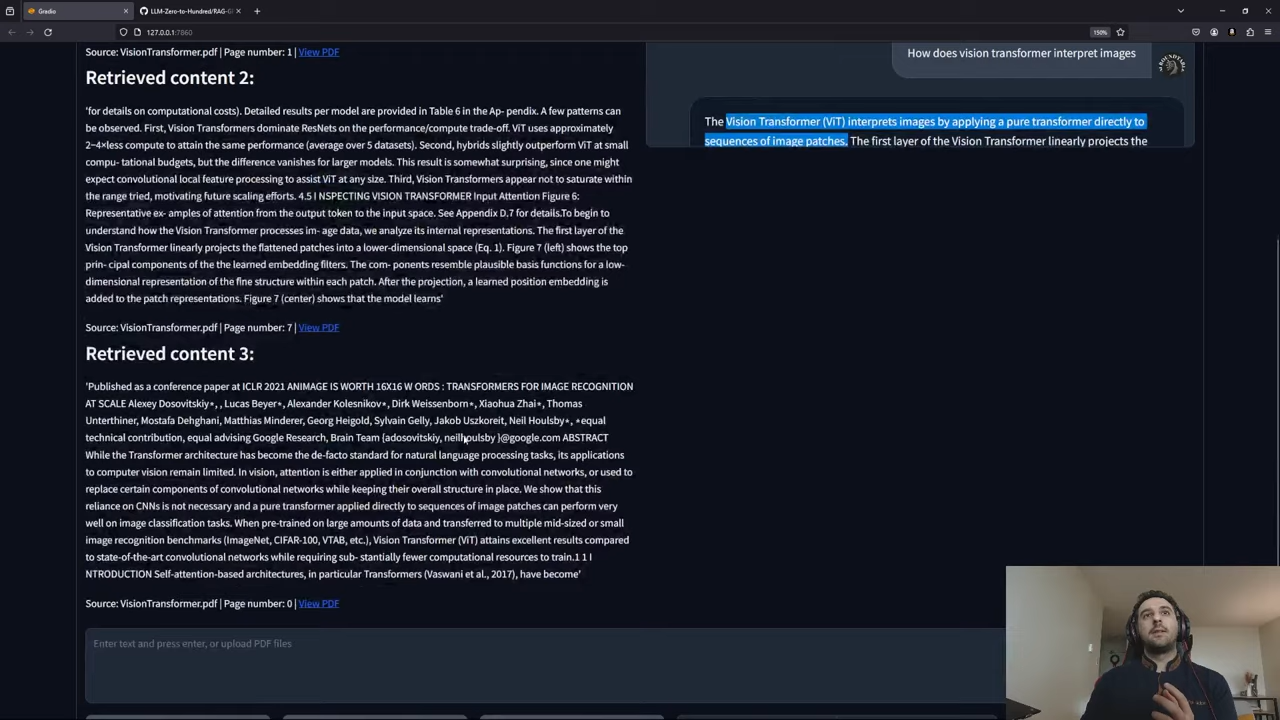 Gradio
LLM-Zero-to-Hundred/RAG-GP
127.0.0.1:7860
150%
Source: VisionTransformer.pdf | Page number: 1 | View PDF
Retrieved content 2:
'for details on computational costs). Detailed results per model are provided in Table 6 in the Ap- pendix. A few patterns can
be observed. First, Vision Transformers dominate ResNets on the performance/compute trade-off. ViT uses approximately
2−4×less compute to attain the same performance (average over 5 datasets). Second, hybrids slightly outperform ViT at small
compu- tational budgets, but the difference vanishes for larger models. This result is somewhat surprising, since one might
expect convolutional local feature processing to assist ViT at any size. Third, Vision Transformers appear not to saturate within
the range tried, motivating future scaling efforts. 4.5 I NSPECTING VISION TRANSFORMER Input Attention Figure 6:
Representative ex- amples of attention from the output token to the input space. See Appendix D.7 for details.To begin to
understand how the Vision Transformer processes im- age data, we analyze its internal representations. The first layer of the
Vision Transformer linearly projects the flattened patches into a lower-dimensional space (Eq. 1). Figure 7 (left) shows the top
prin- cipal components of the the learned embedding filters. The com- ponents resemble plausible basis functions for a low-
dimensional representation of the fine structure within each patch. After the projection, a learned position embedding is
added to the patch representations. Figure 7 (center) shows that the model learns'
Source: VisionTransformer.pdf | Page number: 7 | View PDF
Retrieved content 3:
'Published as a conference paper at ICLR 2021 ANIMAGE IS WORTH 16X16 W ORDS : TRANSFORMERS FOR IMAGE RECOGNITION
AT SCALE Alexey Dosovitskiy∗, , Lucas Beyer∗, Alexander Kolesnikov∗, Dirk Weissenborn∗, Xiaohua Zhai∗, Thomas
Unterthiner, Mostafa Dehghani, Matthias Minderer, Georg Heigold, Sylvain Gelly, Jakob Uszkoreit, Neil Houlsby∗, ∗equal
technical contribution, equal advising Google Research, Brain Team {adosovitskiy, neilhoulsby }@google.com ABSTRACT
While the Transformer architecture has become the de-facto standard for natural language processing tasks, its applications
to computer vision remain limited. In vision, attention is either applied in conjunction with convolutional networks, or used to
replace certain components of convolutional networks while keeping their overall structure in place. We show that this
reliance on CNNs is not necessary and a pure transformer applied directly to sequences of image patches can perform very
well on image classification tasks. When pre-trained on large amounts of data and transferred to multiple mid-sized or small
image recognition benchmarks (ImageNet, CIFAR-100, VTAB, etc.), Vision Transformer (ViT) attains excellent results compared
to state-of-the-art convolutional networks while requiring sub- stantially fewer computational resources to train.1 1 I
NTRODUCTION Self-attention-based architectures, in particular Transformers (Vaswani et al., 2017), have become'
Source: VisionTransformer.pdf | Page number: 0 | View PDF
How does vision transformer interpret images
The Vision Transformer (ViT) interprets images by applying a pure transformer directly to
sequences of image patches. The first layer of the Vision Transformer linearly projects the
Enter text and press enter, or upload PDF files